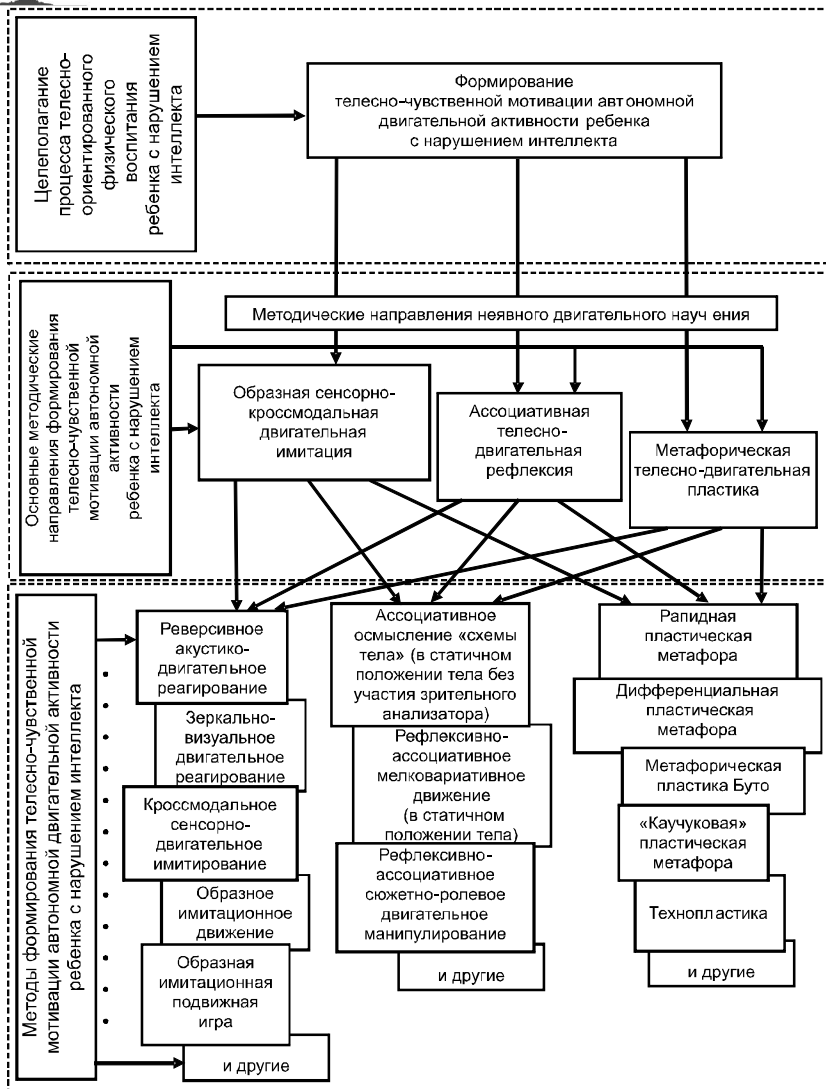 Целеполагание
процесса телесно-
ориентированного
физического
воспитания
ребенка с нарушением
интеллекта
Формирование
телесно-чувственной мотивации автономной
двигательной активности ребенка
с нарушением интеллекта
Основные методические
направления формирования
телесно-чувственной
мотивации автономной
активности
ребенка с нарушением
интеллекта
Методические направления неявного двигательного науч ения
Образная сенсорно-
кроссмодальная
двигательная
имитация
Ассоциативная
телесно-
двигательная
рефлексия
Метафорическая
телесно-двигательная
пластика
Методы формирования телесно-чувственной
мотивации автономной двигательной активности
ребенка с нарушением интеллекта
Реверсивное
акустико-
двигательное
реагирование
Зеркально-
визуальное
двигательное
реагирование
Кроссмодальное
сенсорно-
двигательное
имитирование
Образное
имитационное
движение
Образная
имитационная
подвижная
игра
и другие
Ассоциативное
осмысление «схемы
тела» (в статичном
положении тела без
участия зрительного
анализатора)
Рефлексивно-
ассоциативное
мелковариативное
движение
(в статичном
положении тела)
Рефлексивно-
ассоциативное
сюжетно-ролевое
двигательное
манипулирование
и другие
Рапидная
пластическая
метафора
Дифференциальная
пластическая
метафора
Метафорическая
пластика Буто
«Каучуковая»
пластическая
метафора
Технопластика
и другие